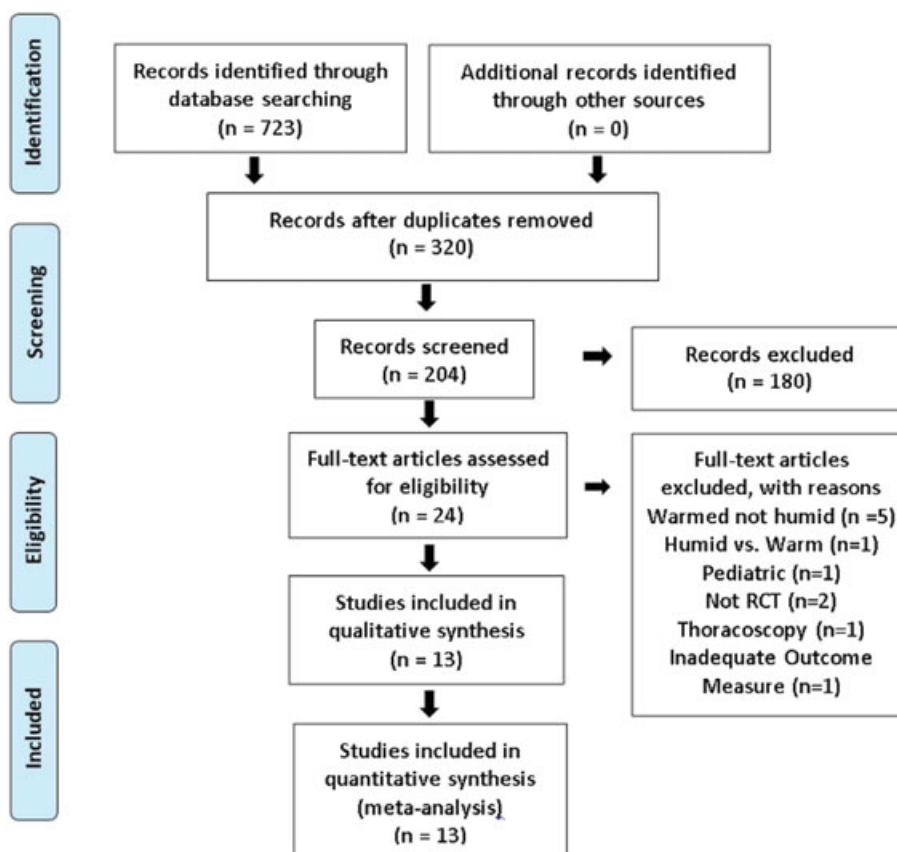 Identification
Records identified through
database searching
(n = 723)
Additional records identified
through other sources
(n = 0)
Screening
Records after duplicates removed
(n = 320)
Records screened
(n = 204)
Records excluded
(n = 180)
Eligibility
Full-text articles assessed
for eligibility
(n = 24)
Full-text articles
excluded, with reasons
Warmed not humid (n =5)
Humid vs. Warm (n=1)
Pediatric (n=1)
Not RCT (n=2)
Thoracoscopy (n=1)
Inadequate Outcome
Measure (n=1)
Studies included in
qualitative synthesis
(n = 13)
Included
Studies included in
quantitative synthesis
(meta-analysis)
(n = 13)